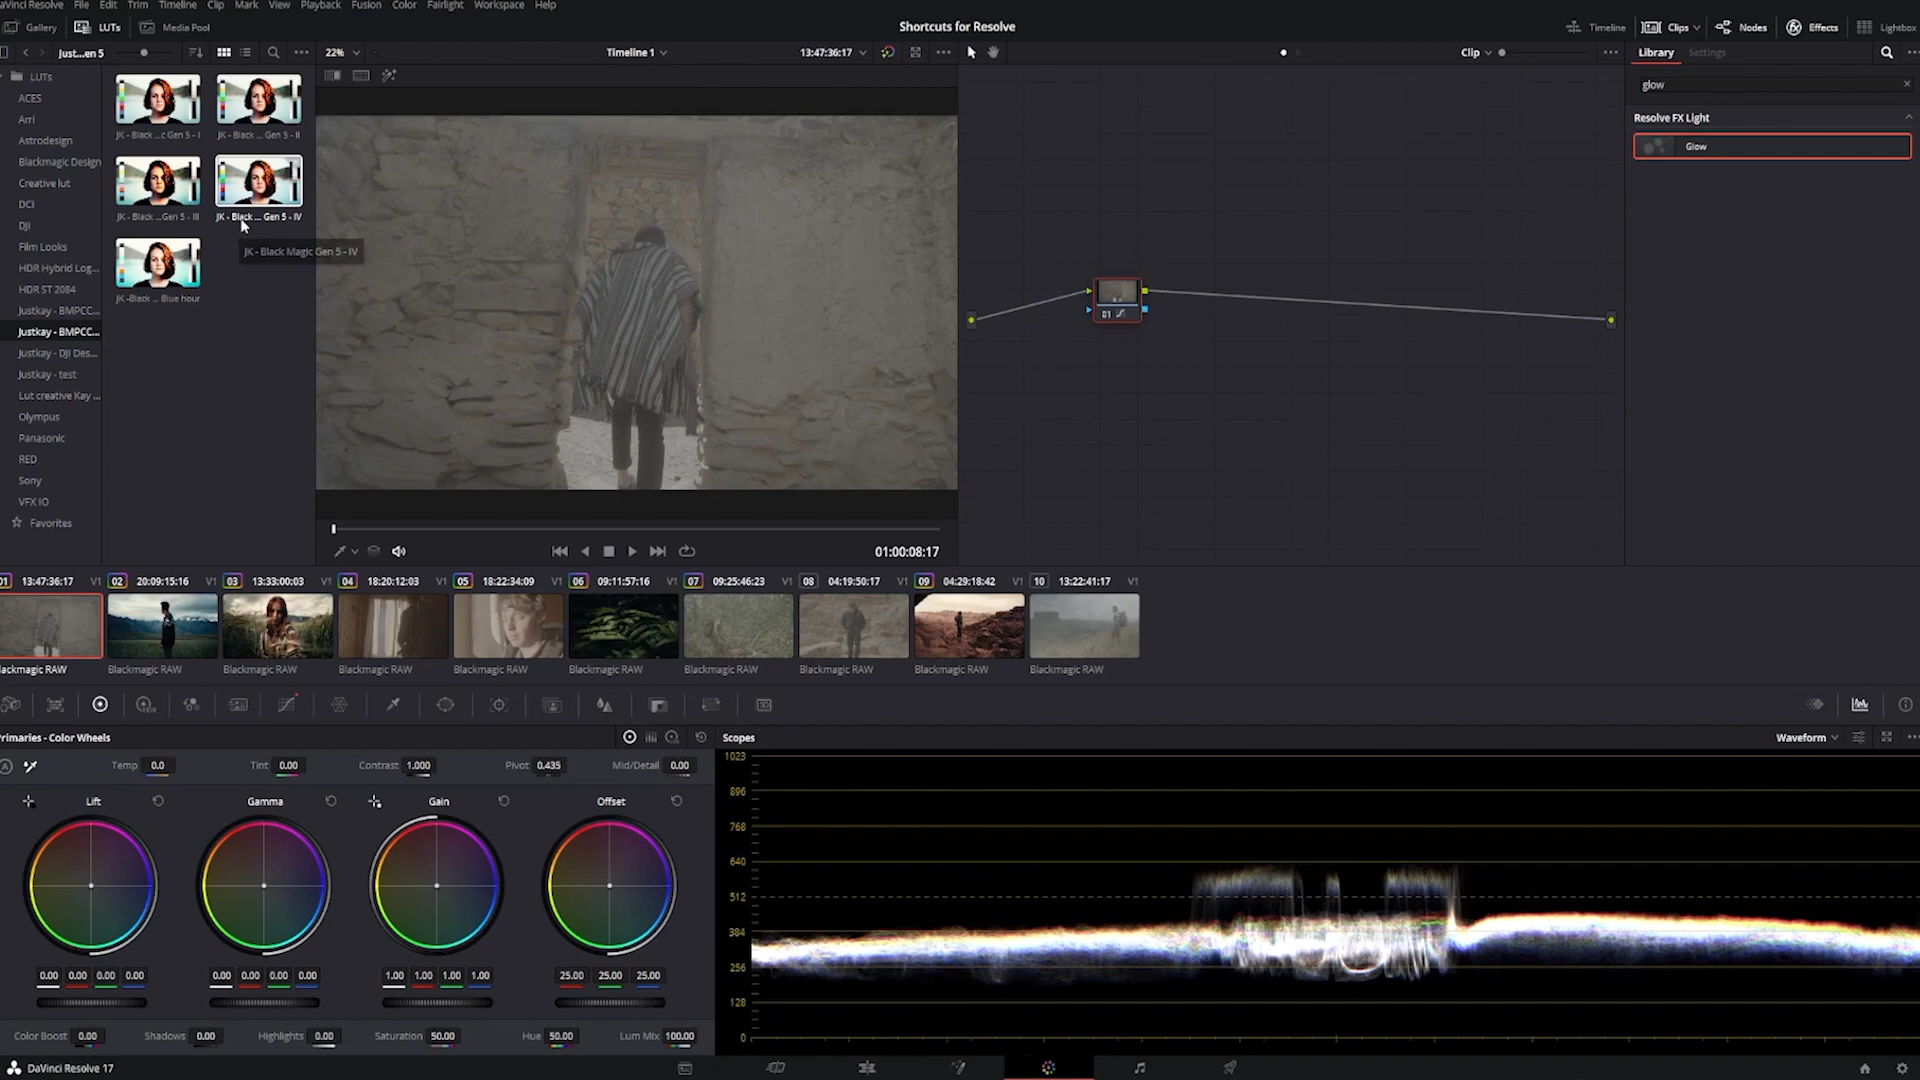 DaVinci Resolve File Edit Trim Timeline Clip Mark View Playback Fusion Color Fairlight Workspace Help
Gallery LUTs Media Pool Shortcuts for Resolve Timeline Clips Nodes Effects Lightbox
Just...en 5 22% Timeline 1 13:47:36:17 Clip Library Settings
LUTs
ACES
Arri
Astrodesign
Blackmagic Design
Creative lut
DCI
DJI
Film Looks
HDR Hybrid Log...
HDR ST 2084
Justkay - BMPCC...
Justkay - BMPCC...
Justkay - DJI Des...
Justkay - test
Lut creative Kay ...
Olympus
Panasonic
RED
Sony
VFX IO
Favorites
JK - Black ...c Gen 5 - I
JK - Black ... Gen 5 - II
JK - Black ...Gen 5 - III
JK - Black ... Gen 5 - IV
JK - Black Magic Gen 5 - IV
JK -Black ... Blue hour
01
glow
Resolve FX Light
Glow
01:00:08:17
01 13:47:36:17 V1 02 20:09:15:16 V1 03 13:33:00:03 V1 04 18:20:12:03 V1 05 18:22:34:09 V1 06 09:11:57:16 V1 07 09:25:46:23 V1 08 04:19:50:17 V1 09 04:29:18:42 V1 10 13:22:41:17 V1
lackmagic RAW Blackmagic RAW Blackmagic RAW Blackmagic RAW Blackmagic RAW Blackmagic RAW Blackmagic RAW Blackmagic RAW Blackmagic RAW Blackmagic RAW
Primaries - Color Wheels
Temp 0.0 Tint 0.00 Contrast 1.000 Pivot 0.435 Mid/Detail 0.00
Lift Gamma Gain Offset
0.00 0.00 0.00 0.00 0.00 0.00 0.00 0.00 1.00 1.00 1.00 1.00 25.00 25.00 25.00
Color Boost 0.00 Shadows 0.00 Highlights 0.00 Saturation 50.00 Hue 50.00 Lum Mix 100.00
Scopes Waveform
1023
896
768
640
512
384
256
128
0
DaVinci Resolve 17